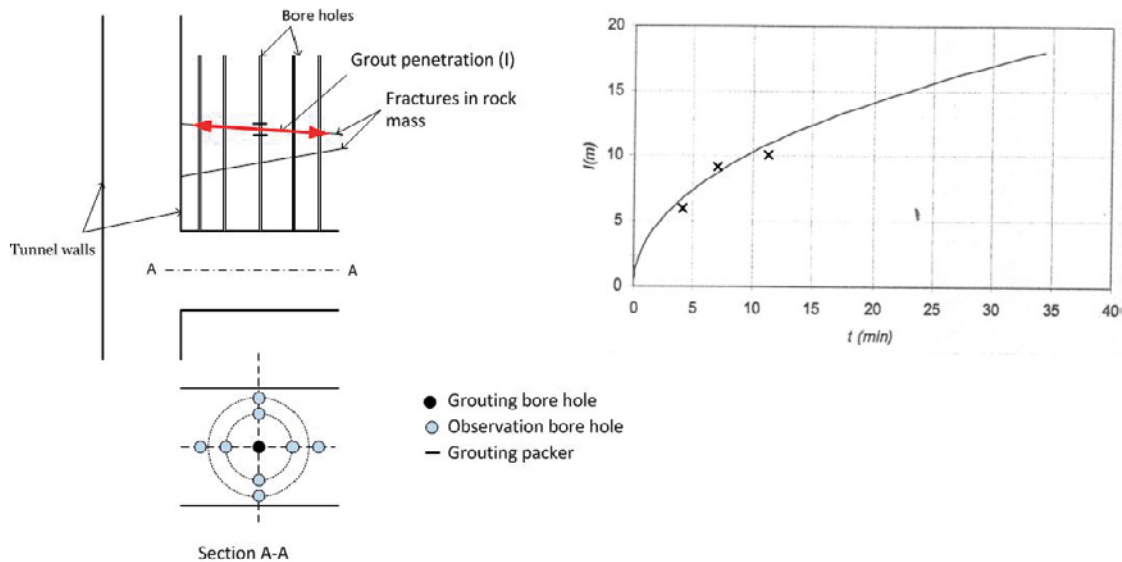 Bore holes
Grout penetration (I)
Fractures in rock
mass
Tunnel walls
A
A
Grouting bore hole
Observation bore hole
Grouting packer
Section A-A
20
15
10
5
0
I(m)
0
5
10
15
20
25
30
35
40
t (min)